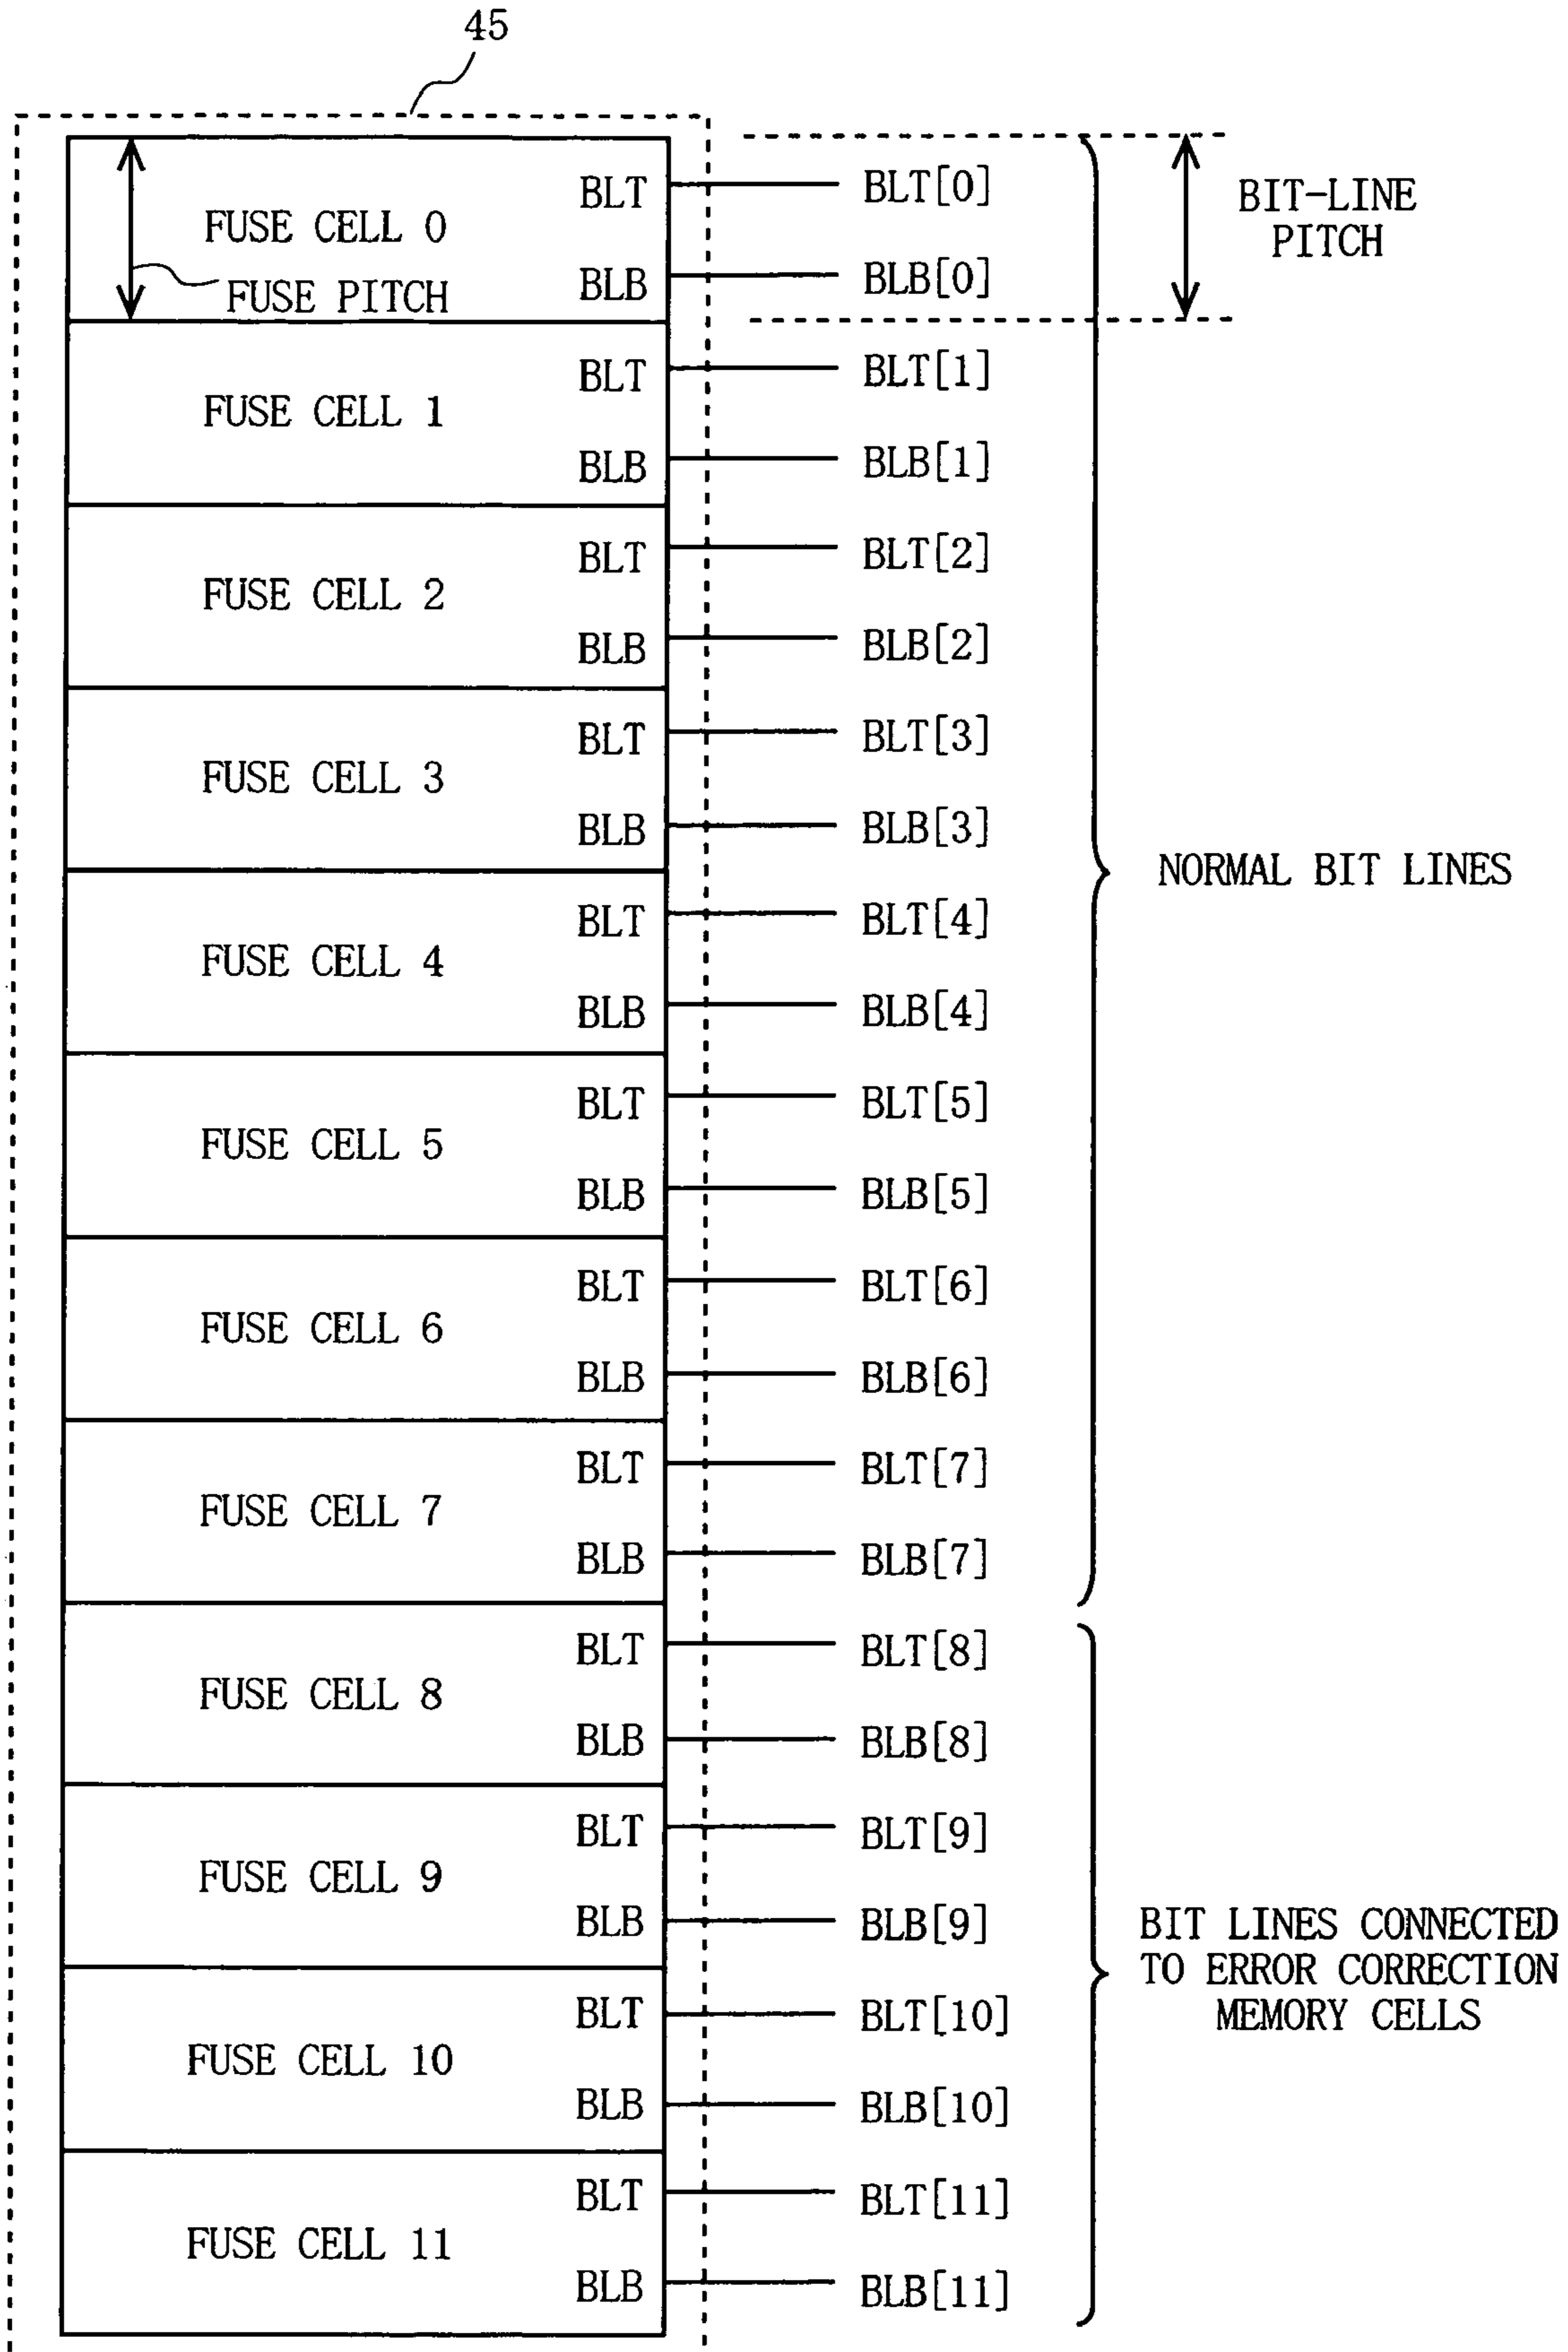 45
BLT
BLT[0]
BIT-LINE
PITCH
FUSE CELL 0
FUSE PITCH
BLB
BLB[0]
BLT
BLT[1]
FUSE CELL 1
BLB
BLB[1]
BLT
BLT[2]
FUSE CELL 2
BLB
BLB[2]
BLT
BLT[3]
FUSE CELL 3
BLB
BLB[3]
NORMAL BIT LINES
BLT
BLT[4]
FUSE CELL 4
BLB
BLB[4]
BLT
BLT[5]
FUSE CELL 5
BLB
BLB[5]
BLT
BLT[6]
FUSE CELL 6
BLB
BLB[6]
BLT
BLT[7]
FUSE CELL 7
BLB
BLB[7]
BLT
BLT[8]
FUSE CELL 8
BLB
BLB[8]
BLT
BLT[9]
FUSE CELL 9
BLB
BLB[9]
BIT LINES CONNECTED
TO ERROR CORRECTION
MEMORY CELLS
BLT
BLT[10]
FUSE CELL 10
BLB
BLB[10]
BLT
BLT[11]
FUSE CELL 11
BLB
BLB[11]